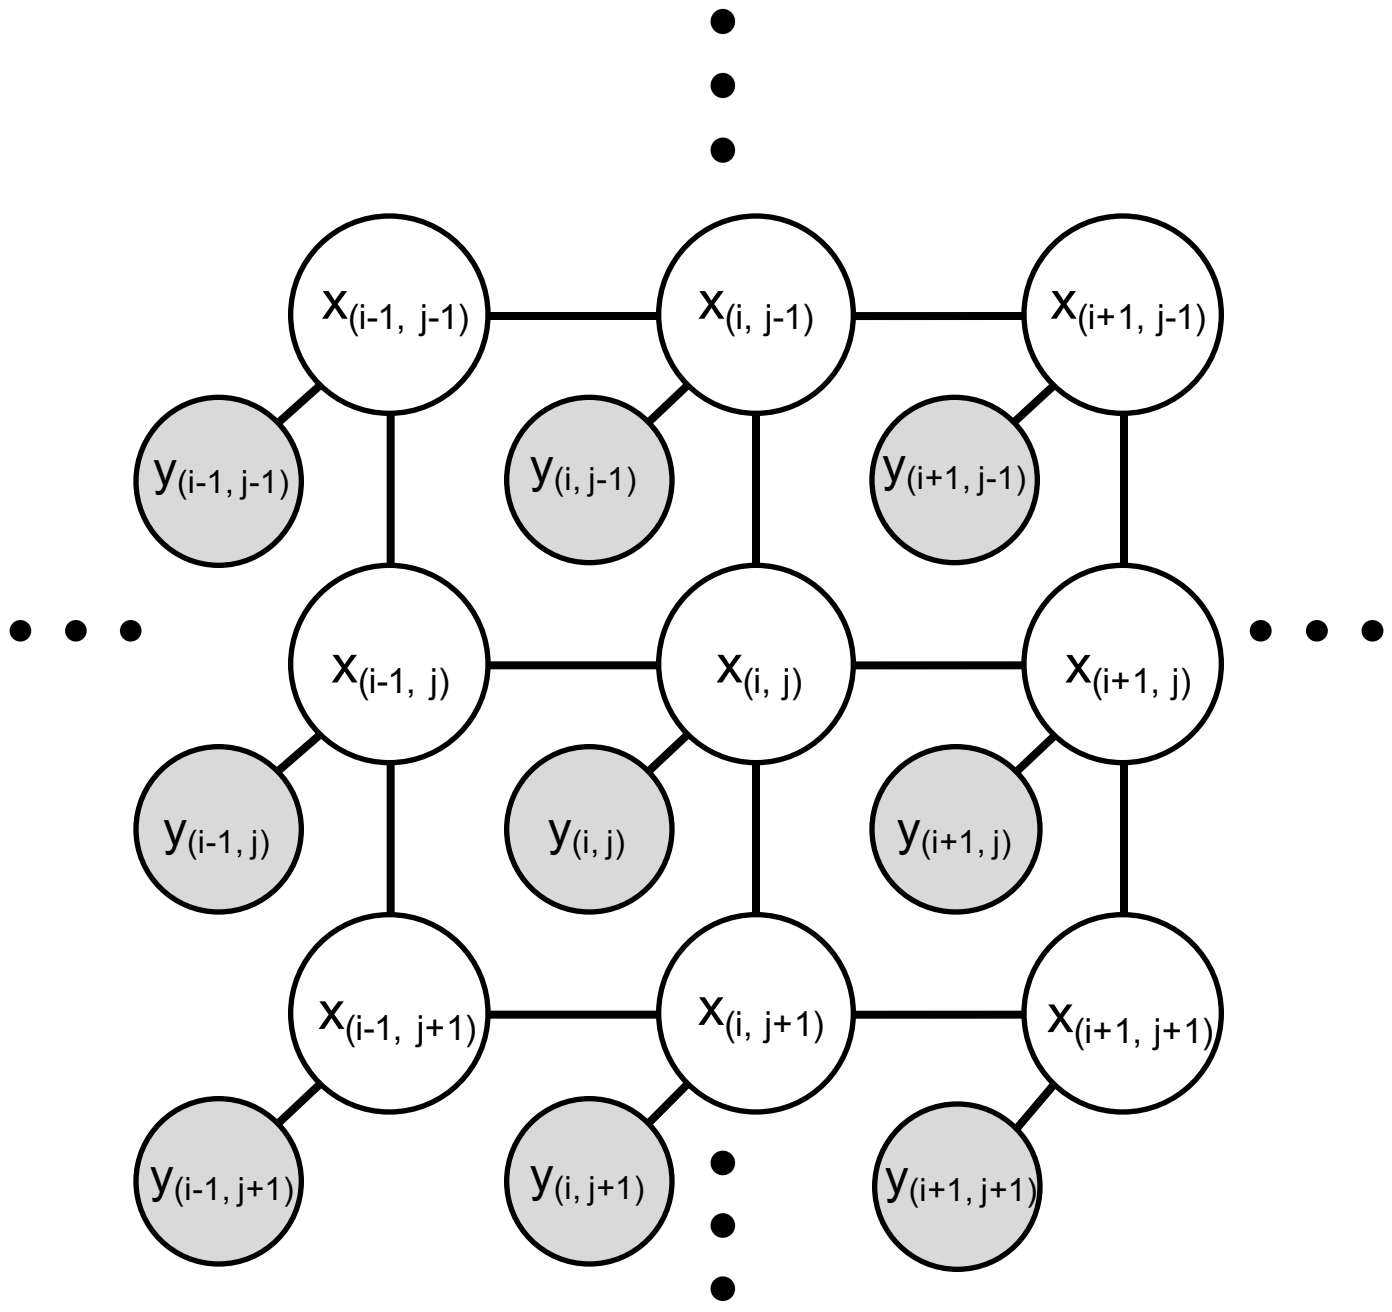 x(i-1, j-1) x(i, j-1) x(i+1, j-1)
y(i-1, j-1) y(i, j-1) y(i+1, j-1)
x(i-1, j) x(i, j) x(i+1, j)
y(i-1, j) y(i, j) y(i+1, j)
x(i-1, j+1) x(i, j+1) x(i+1, j+1)
y(i-1, j+1) y(i, j+1) y(i+1, j+1)